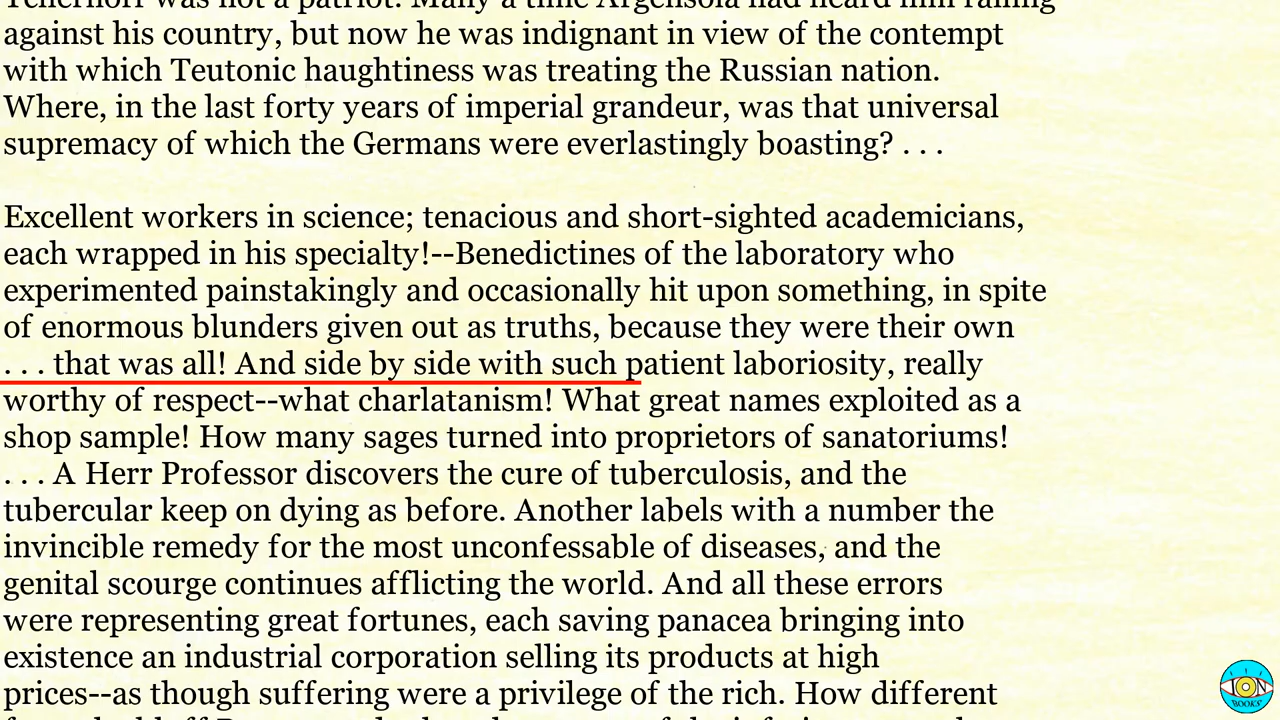 against his country, but now he was indignant in view of the contempt
with which Teutonic haughtiness was treating the Russian nation.
Where, in the last forty years of imperial grandeur, was that universal
supremacy of which the Germans were everlastingly boasting? . . .
Excellent workers in science; tenacious and short-sighted academicians,
each wrapped in his specialty!--Benedictines of the laboratory who
experimented painstakingly and occasionally hit upon something, in spite
of enormous blunders given out as truths, because they were their own
. . . that was all! And side by side with such patient laboriosity, really
worthy of respect--what charlatanism! What great names exploited as a
shop sample! How many sages turned into proprietors of sanatoriums!
. . . A Herr Professor discovers the cure of tuberculosis, and the
tubercular keep on dying as before. Another labels with a number the
invincible remedy for the most unconfessable of diseases, and the
genital scourge continues afflicting the world. And all these errors
were representing great fortunes, each saving panacea bringing into
existence an industrial corporation selling its products at high
prices--as though suffering were a privilege of the rich. How different
ION
BOOKS